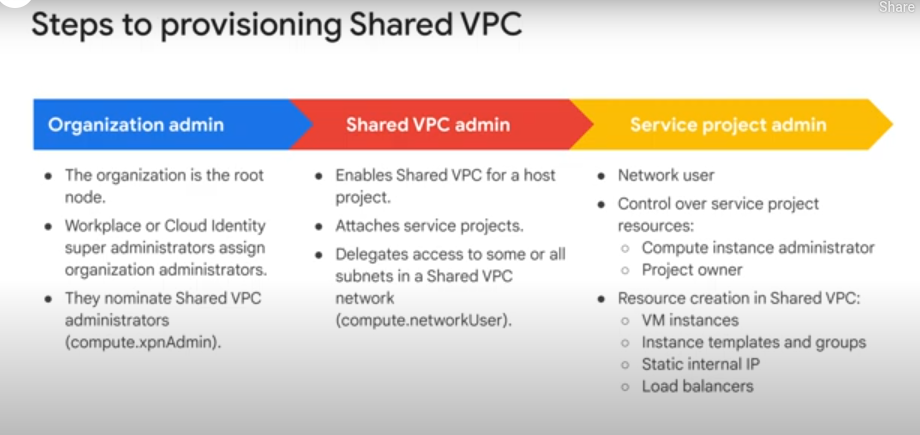 Share
Steps to provisioning Shared VPC
Organization admin
• The organization is the root
node.
• Workplace or Cloud Identity
super administrators assign
organization administrators.
• They nominate Shared VPC
administrators
(compute.xpnAdmin).
Shared VPC admin
• Enables Shared VPC for a host
project.
• Attaches service projects.
• Delegates access to some or all
subnets in a Shared VPC
network
(compute.networkUser).
Service project admin
• Network user
• Control over service project
resources:
○ Compute instance administrator
○ Project owner
• Resource creation in Shared VPC:
○ VM instances
○ Instance templates and groups
○ Static internal IP
○ Load balancers